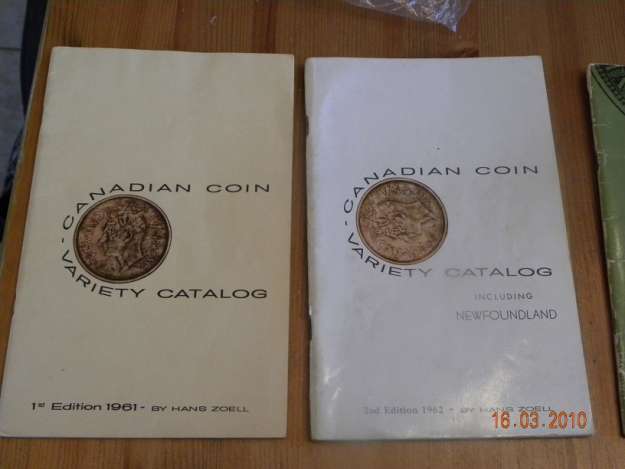 CANADIAN COIN
- VARIETY CATALOG
1st Edition 1961 - BY HANS ZOELL
CANADIAN COIN
- VARIETY CATALOG
INCLUDING
NEWFOUNDLAND
2nd Edition 1962 - BY HANS ZOELL
16.03.2010